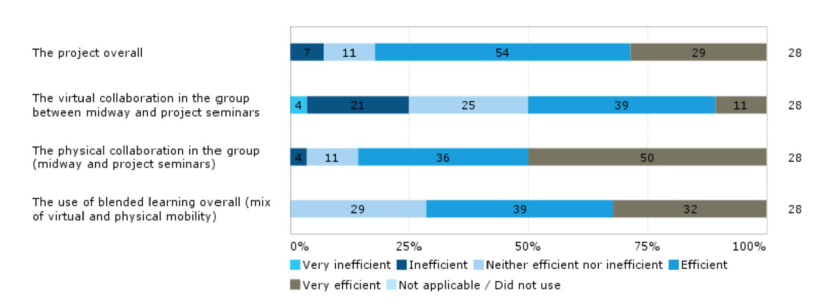 The project overall
7 11 54 29 28
The virtual collaboration in the group
between midway and project seminars
4 21 25 39 11 28
The physical collaboration in the group
(midway and project seminars)
4 11 36 50 28
The use of blended learning overall (mix
of virtual and physical mobility)
29 39 32 28
0% 25% 50% 75% 100%
Very inefficient Inefficient Neither efficient nor inefficient Efficient
Very efficient Not applicable / Did not use